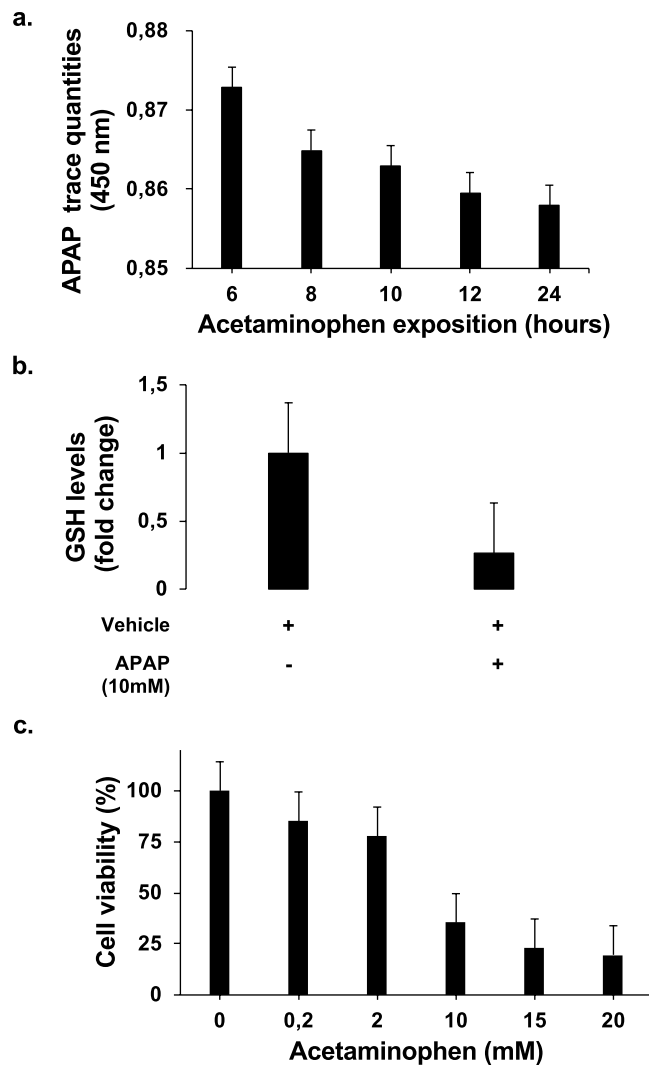 a.
APAP trace quantities
(450 nm)
0,88
0,87
0,86
0,85
6 8 10 12 24
Acetaminophen exposition (hours)
b.
GSH levels
(fold change)
1,5
1
0,5
0
Vehicle + +
APAP - +
(10mM)
c.
Cell viability (%)
100
75
50
25
0
0 0,2 2 10 15 20
Acetaminophen (mM)